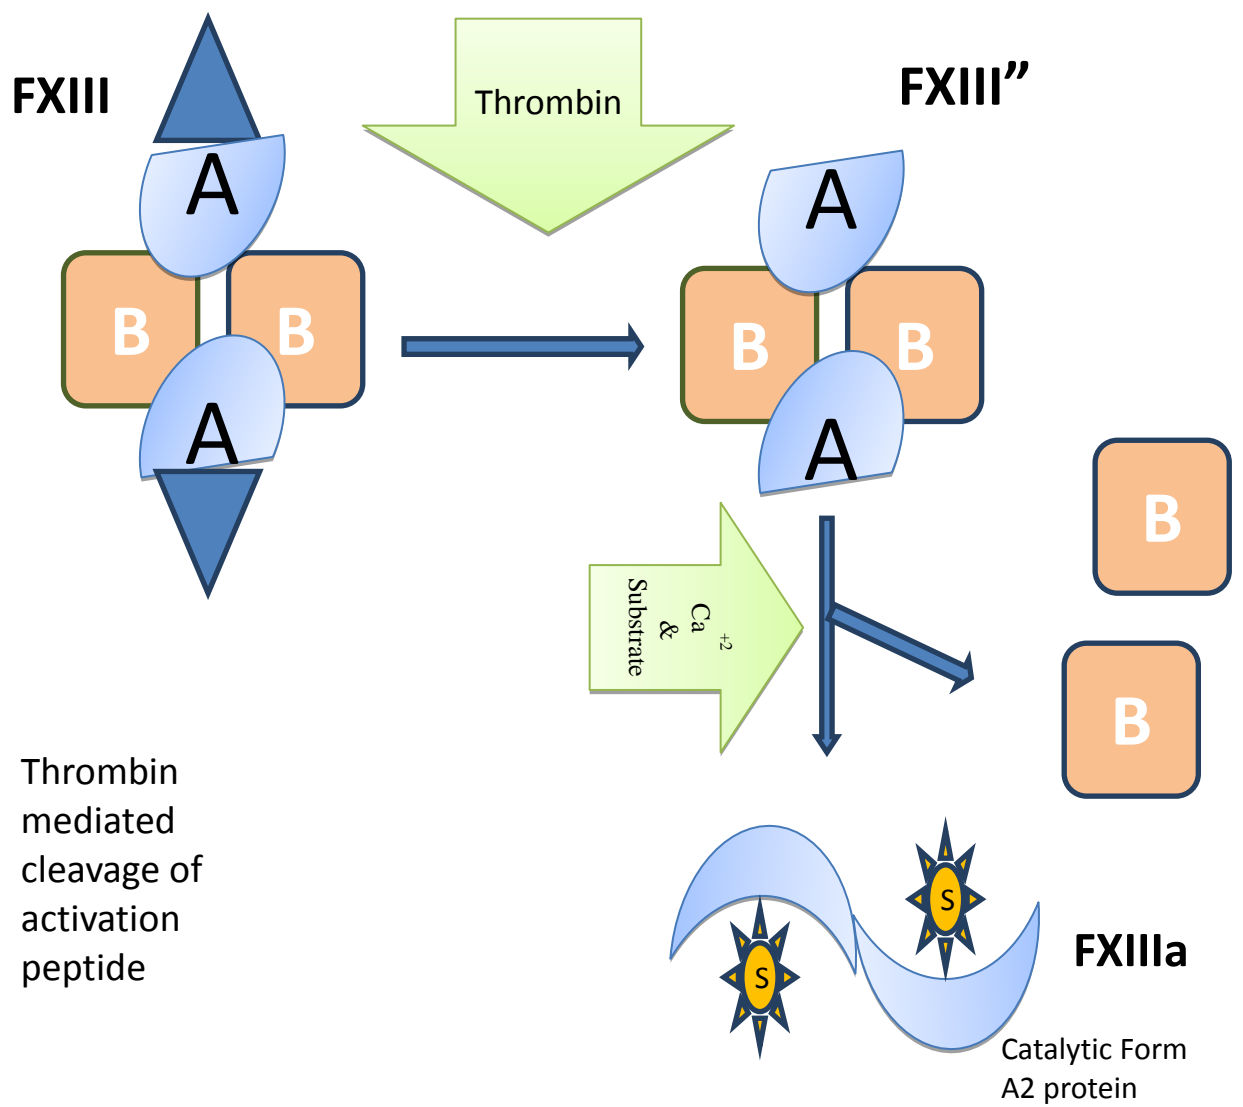 FXIII
Thrombin
FXIII”
A
A
B
B
B
B
A
A
B
Ca +2
&
Substrate
B
Thrombin
mediated
cleavage of
activation
peptide
S
S
FXIIIa
Catalytic Form
A2 protein